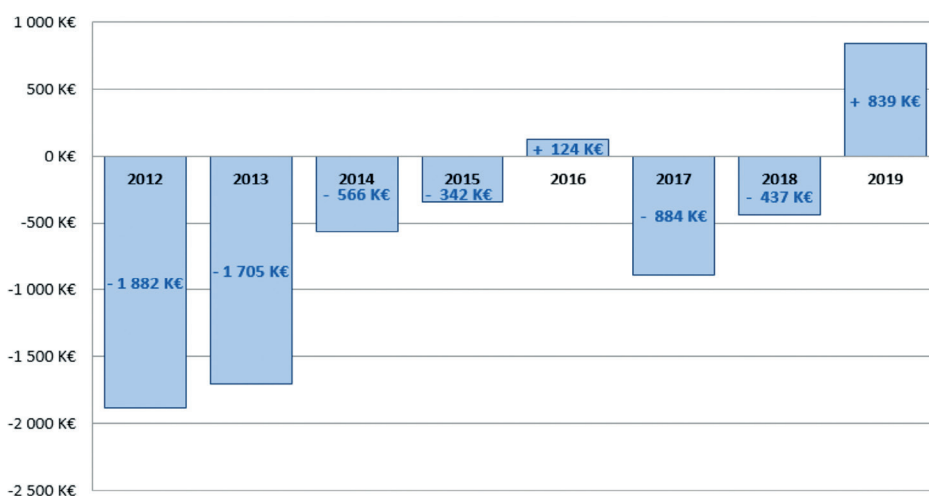 1 000 K€
500 K€
+ 839 K€
+ 124 K€
0 K€
2012 2013 2014 2015 2016 2017 2018 2019
- 566 K€ - 342 K€ - 437 K€
- 884 K€
-500 K€
- 1 705 K€
- 1 882 K€
-1 000 K€
-1 500 K€
-2 000 K€
-2 500 K€